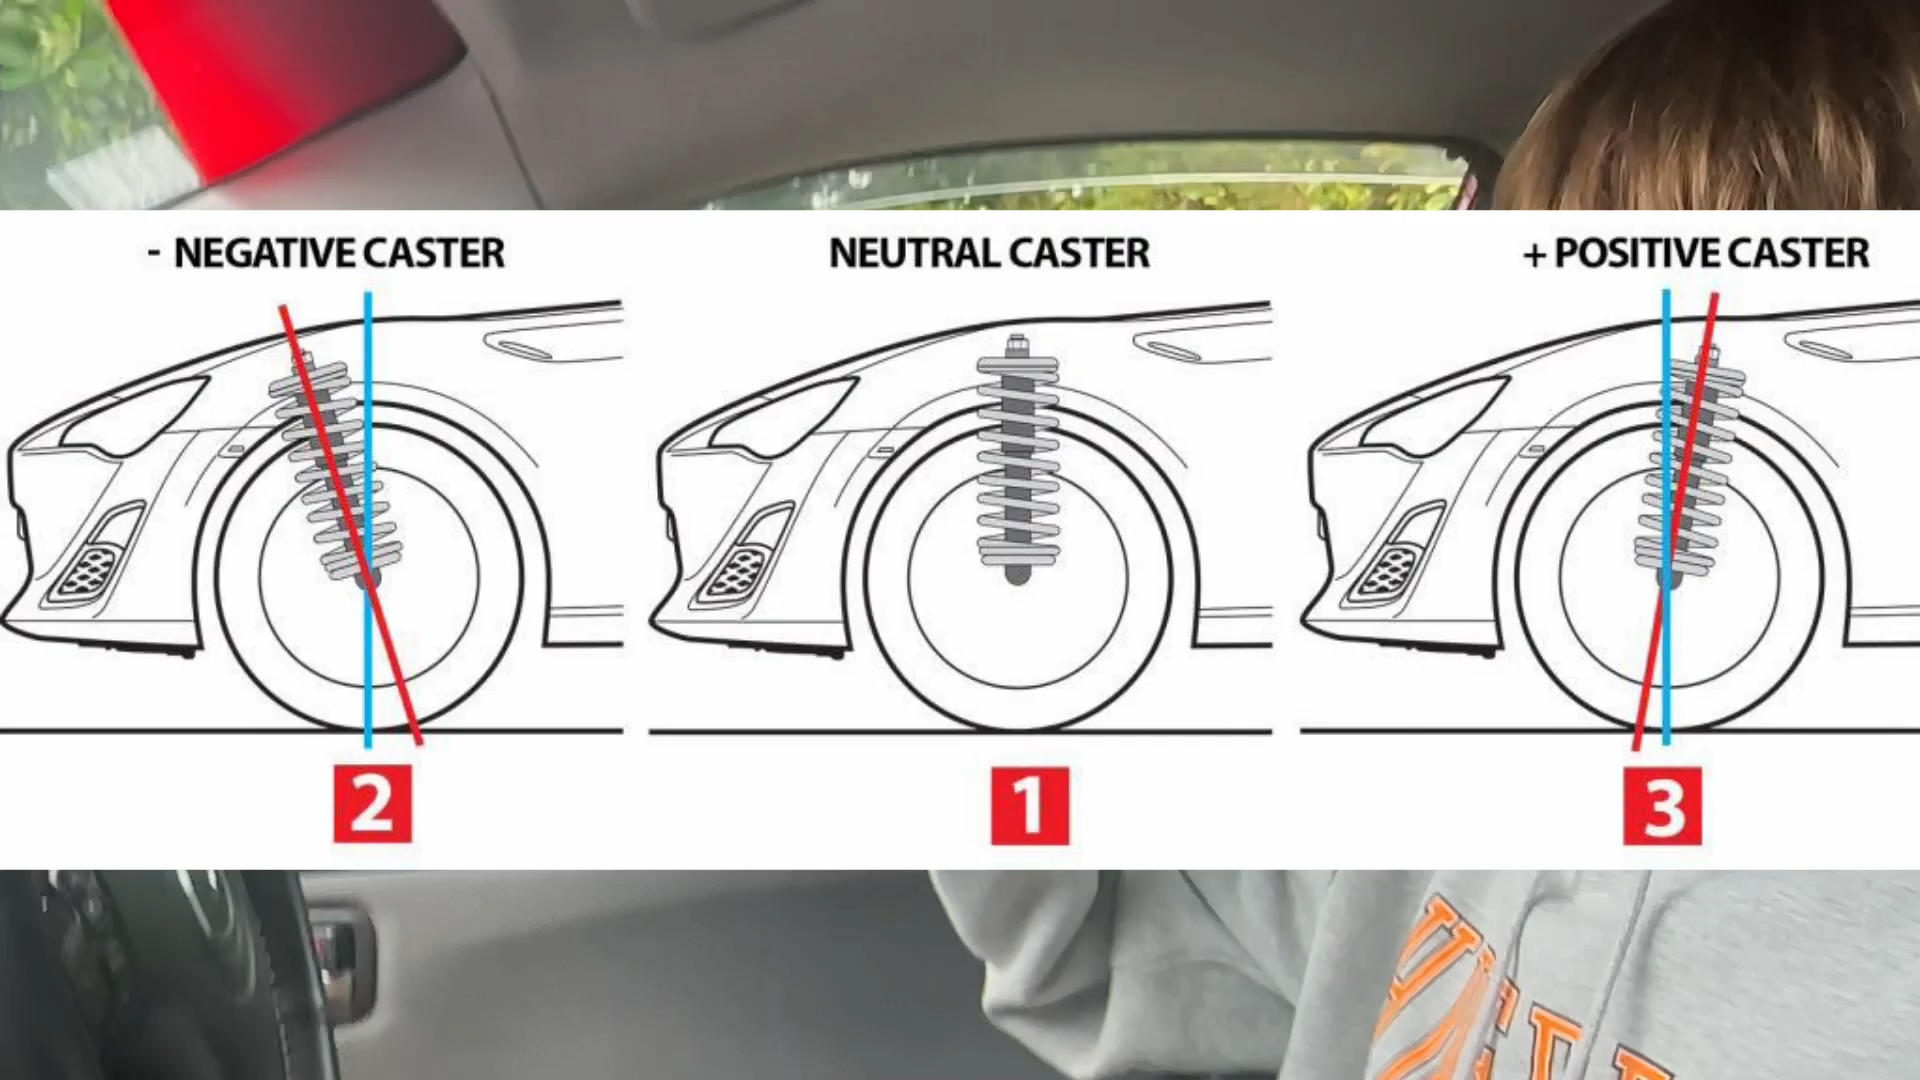 - NEGATIVE CASTER
NEUTRAL CASTER
+ POSITIVE CASTER
2
1
3